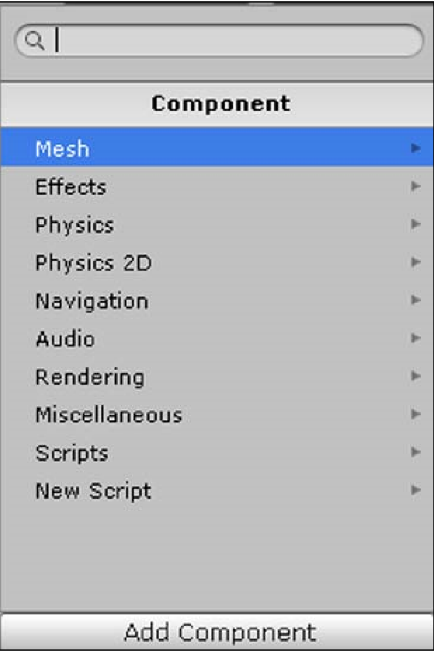 Component
Mesh
Effects
Physics
Physics 2D
Navigation
Audio
Rendering
Miscellaneous
Scripts
New Script
Add Component